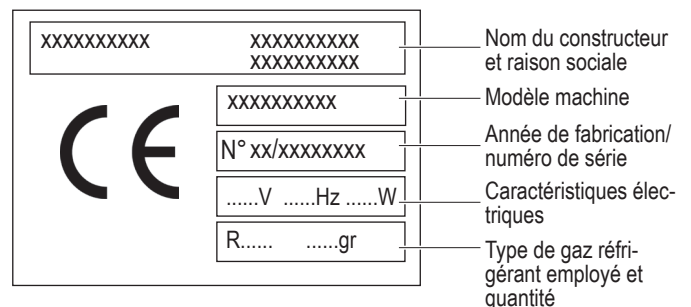 xxxxxxxxxx xxxxxxxxxx
xxxxxxxxxx
Nom du constructeur
et raison sociale
xxxxxxxxxx
Modèle machine
CE
N° xx/xxxxxxxx
Année de fabrication/
numéro de série
......V ......Hz ......W
Caractéristiques élec-
triques
R...... ......gr
Type de gaz réfri-
gérant employé et
quantité